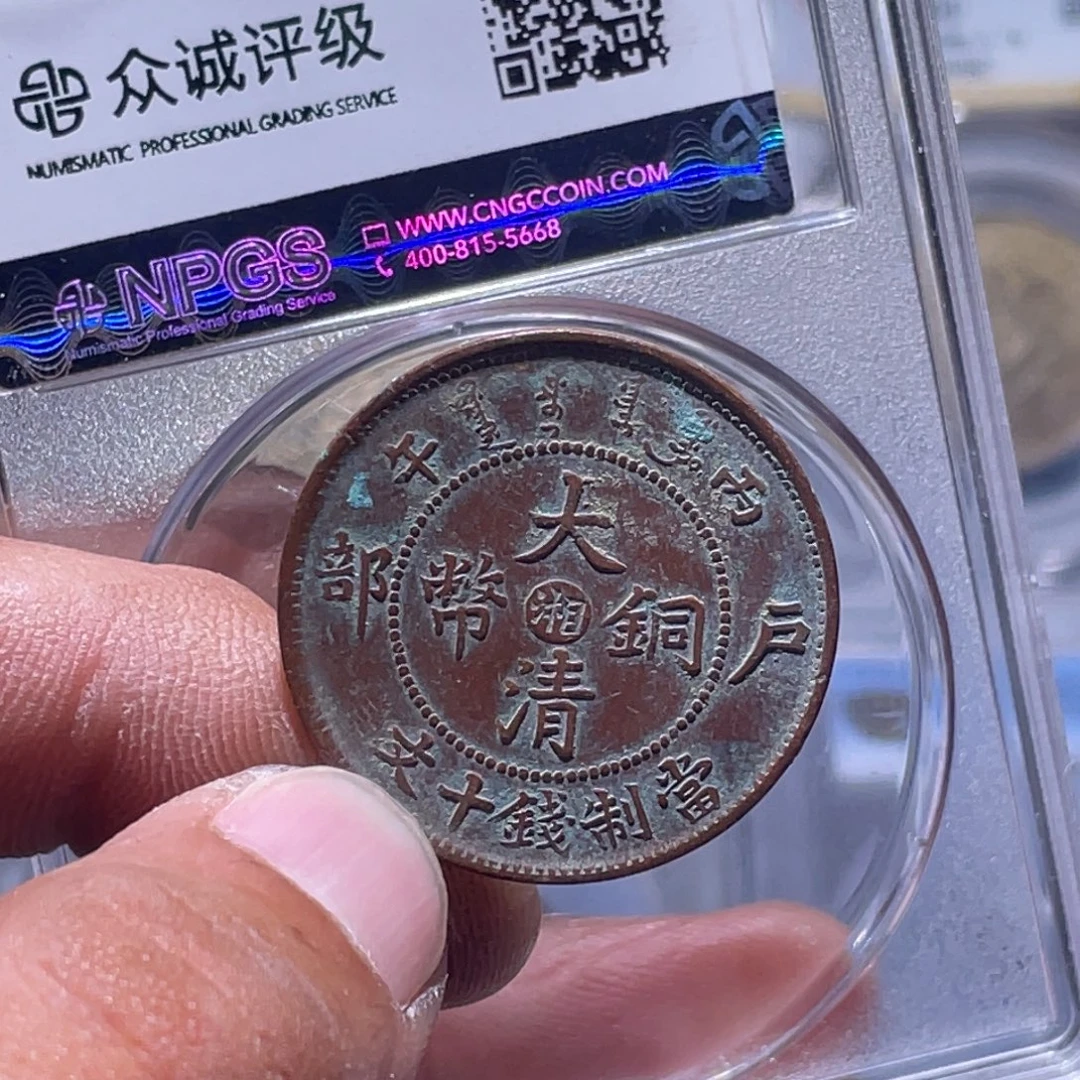 众诚评级
NUMISMATIC PROFESSIONAL GRADING SERVICE
WWW.CNGCCOIN.COM
400-815-5668
NPGS
Numismatic Professional Grading Service
午 丙
部 戶
大
幣 湘 銅
清
文十錢制當